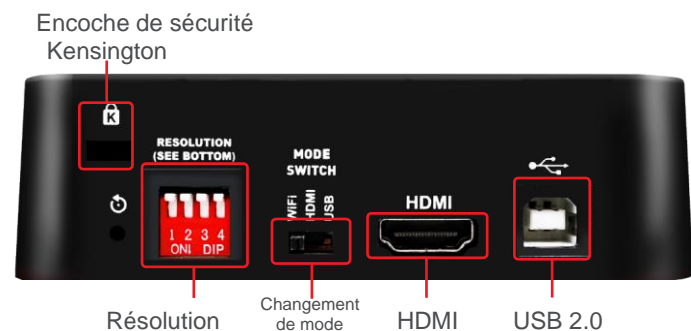 Encoche de sécurité
Kensington
K
RESOLUTION
(SEE BOTTOM)
MODE
SWITCH
WiFi
HDMI
USB
HDMI
1 2 3 4
ON DIP
Résolution
Changement
de mode
HDMI
USB 2.0